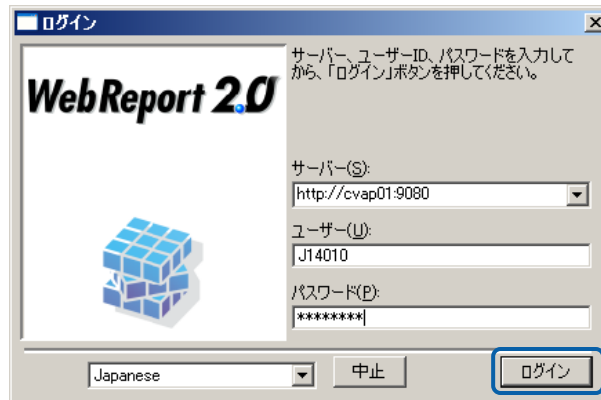 ログイン
WebReport 2.0
サーバー、ユーザーID、パスワードを入力して
から、「ログイン」ボタンを押してください。
サーバー(S):
http://cvap01:9080
ユーザー(U):
J14010
パスワード(P):
********
Japanese
中止
ログイン